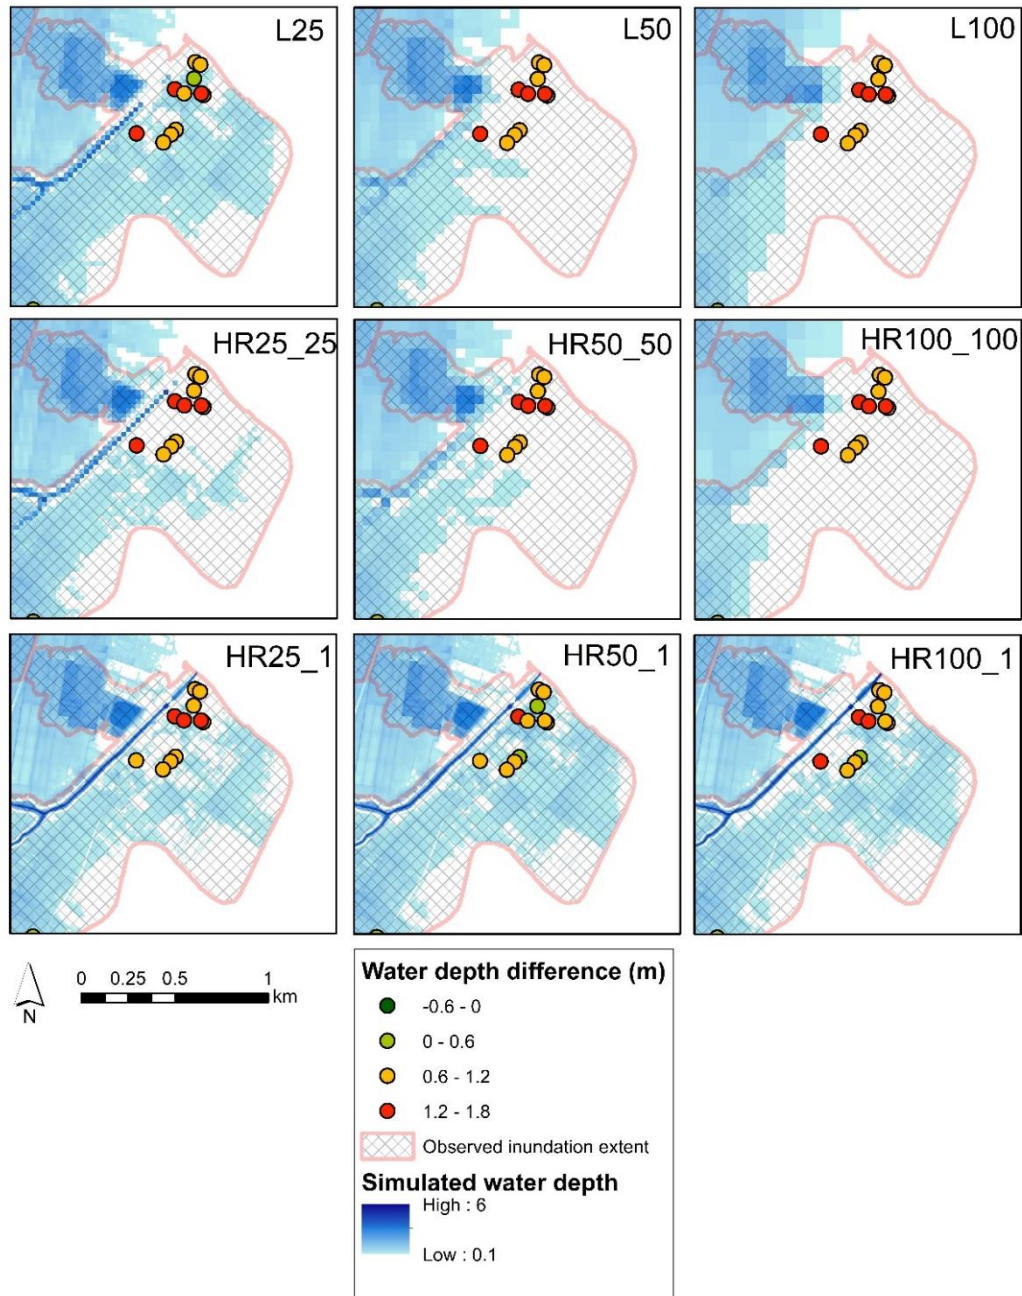 L25
L50
L100
HR25_25
HR50_50
HR100_100
HR25_1
HR50_1
HR100_1
N
0 0.25 0.5 1
km
Water depth difference (m)
-0.6 - 0
0 - 0.6
0.6 - 1.2
1.2 - 1.8
Observed inundation extent
Simulated water depth
High : 6
Low : 0.1